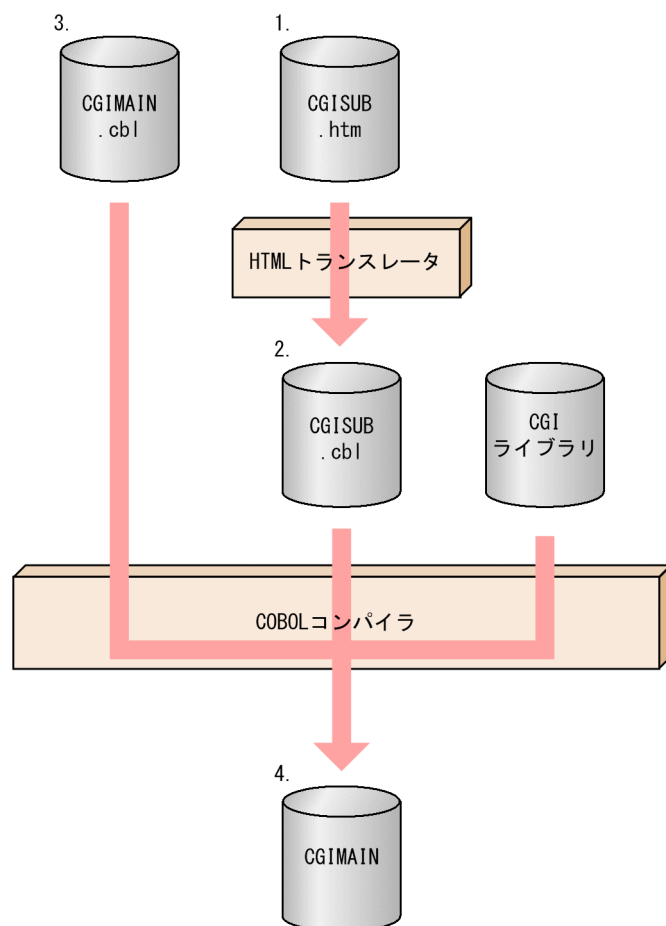 3.
CGIMAIN
.cbl
1.
CGISUB
.htm
HTMLトランスレータ
2.
CGISUB
.cbl
CGI
ライブラリ
COBOLコンパイラ
4.
CGIMAIN